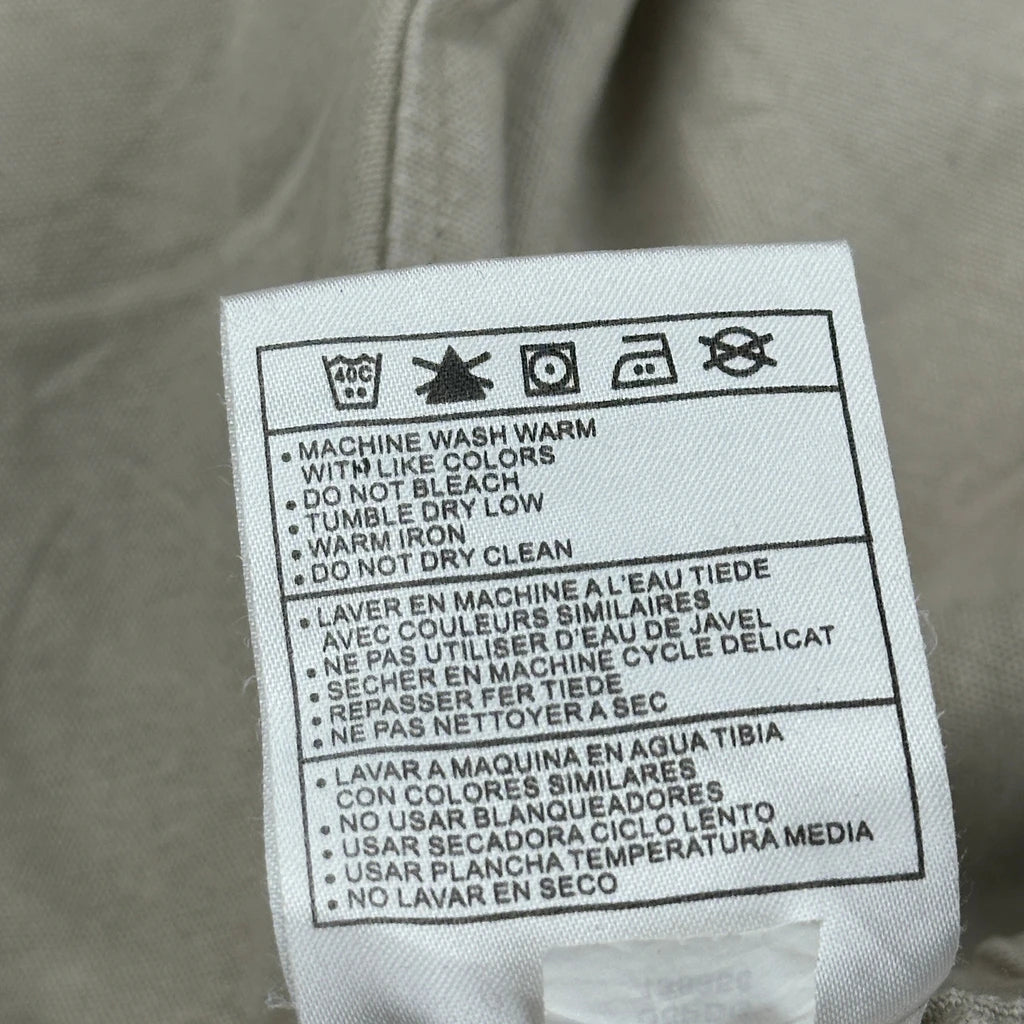 40C
• MACHINE WASH WARM
WITH LIKE COLORS
• DO NOT BLEACH
• TUMBLE DRY LOW
• WARM IRON
• DO NOT DRY CLEAN
• LAVER EN MACHINE A L'EAU TIEDE
AVEC COULEURS SIMILAIRES
• NE PAS UTILISER D'EAU DE JAVEL
• SECHER EN MACHINE CYCLE DELICAT
• REPASSER FER TIEDE
• NE PAS NETTOYER A SEC
• LAVAR A MAQUINA EN AGUA TIBIA
CON COLORES SIMILARES
• NO USAR BLANQUEADORES
• USAR SECADORA CICLO LENTO
• USAR PLANCHA TEMPERATURA MEDIA
• NO LAVAR EN SECO